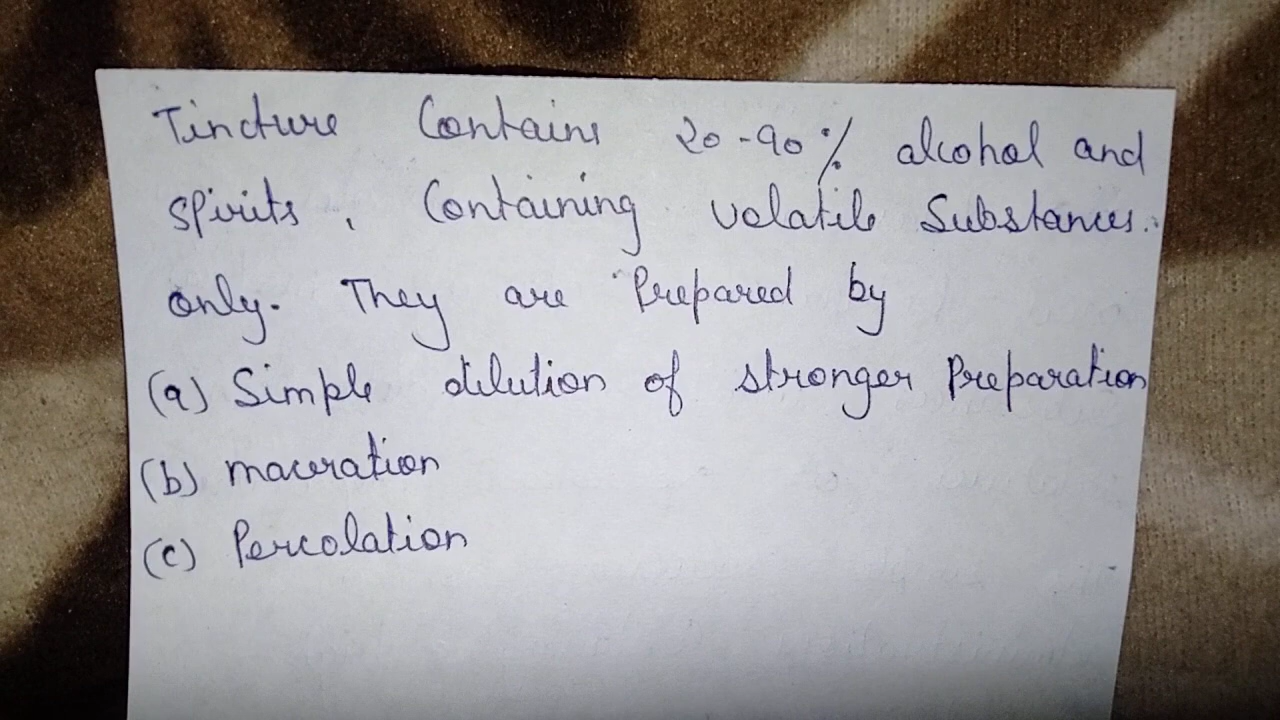 Tincture Contains 20-90% alcohol and
Spirits, Containing volatile Substances.
only. They are Prepared by
(a) Simple dilution of stronger Preparation
(b) maceration
(c) Percolation